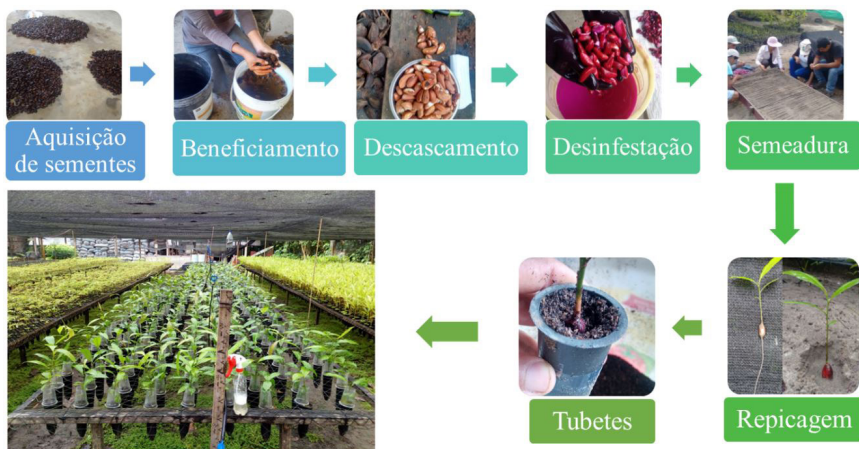 Aquisição
de sementes
Beneficiamento
Descascamento
Desinfestação
Semeadura
Tubetes
Repicagem